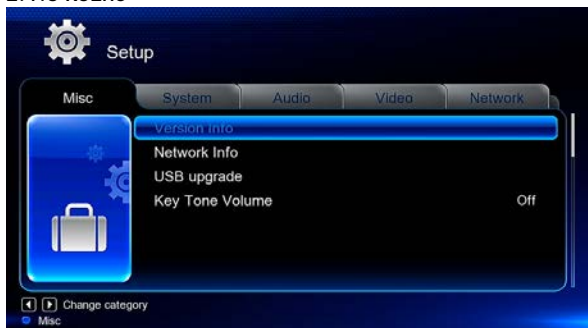 Setup
Misc System Audio Video Network
Version Info
Network Info
USB upgrade
Key Tone Volume Off
Change category
Misc